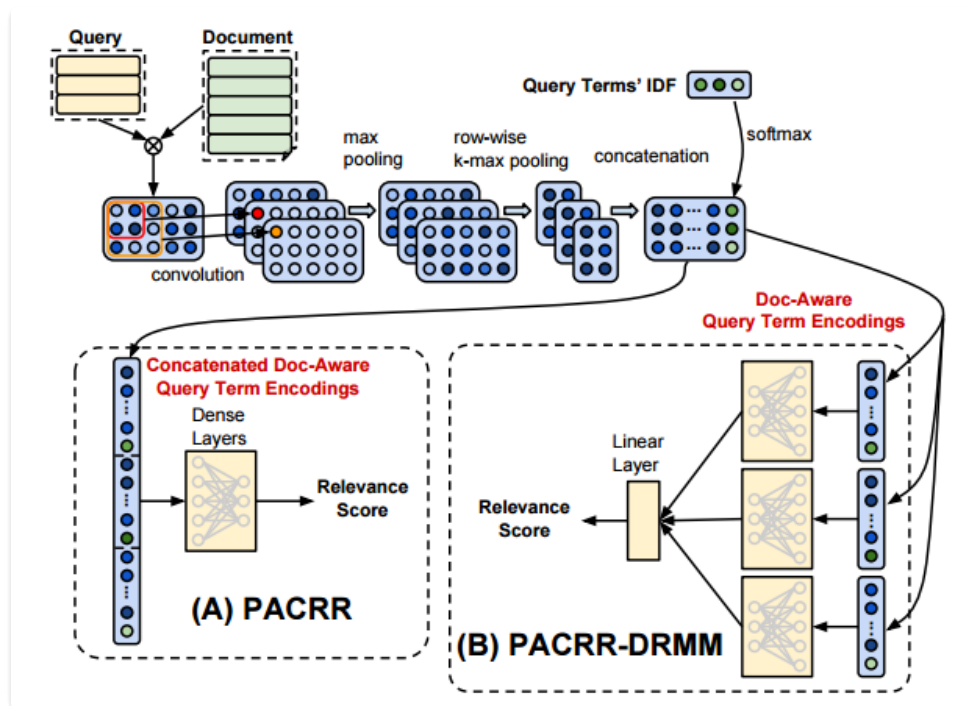 Query
Document
Query Terms' IDF
softmax
max
pooling
row-wise
k-max pooling
concatenation
convolution
Doc-Aware
Query Term Encodings
Concatenated Doc-Aware
Query Term Encodings
Dense
Layers
Relevance
Score
(A) PACRR
Linear
Layer
Relevance
Score
(B) PACRR-DRMM